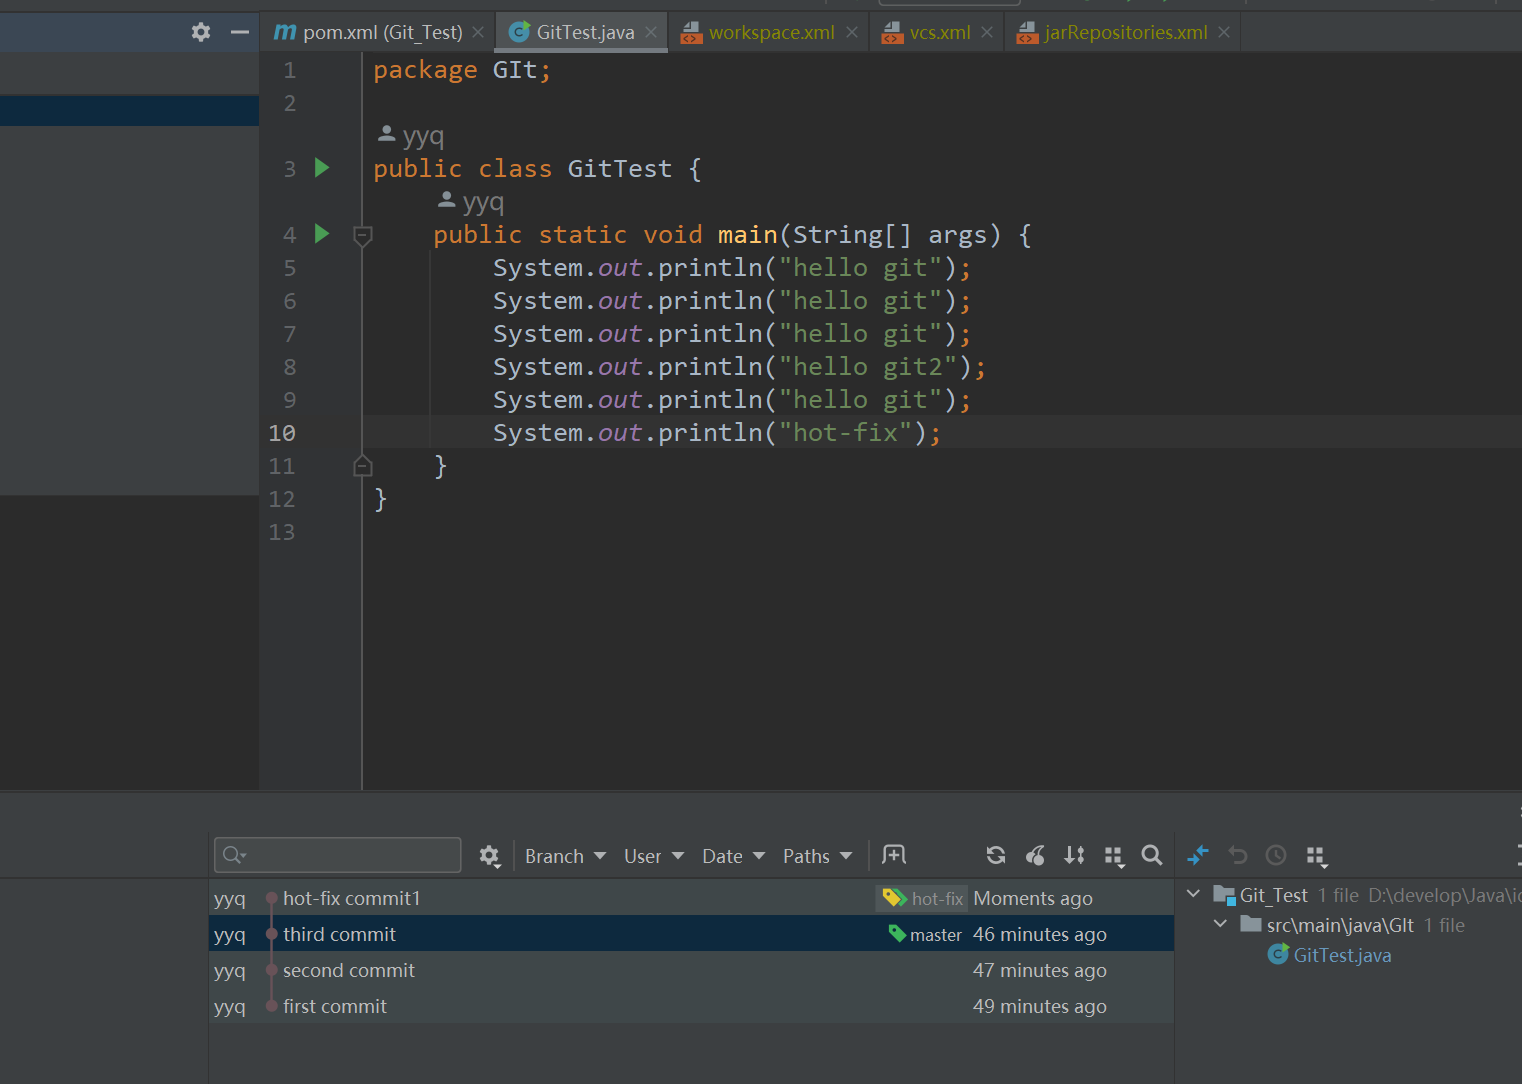 pom.xml (Git_Test) GitTest.java workspace.xml vcs.xml jarRepositories.xml
1 package GIt;
2
yyq
3 public class GitTest {
yyq
4 public static void main(String[] args) {
5 System.out.println("hello git");
6 System.out.println("hello git");
7 System.out.println("hello git");
8 System.out.println("hello git2");
9 System.out.println("hello git");
10 System.out.println("hot-fix");
11 }
12 }
13
Branch User Date Paths
yyq hot-fix commit1 hot-fix Moments ago
yyq third commit master 46 minutes ago
yyq second commit 47 minutes ago
yyq first commit 49 minutes ago
Git_Test 1 file D:\develop\Java\i
src\main\java\GIt 1 file
GitTest.java